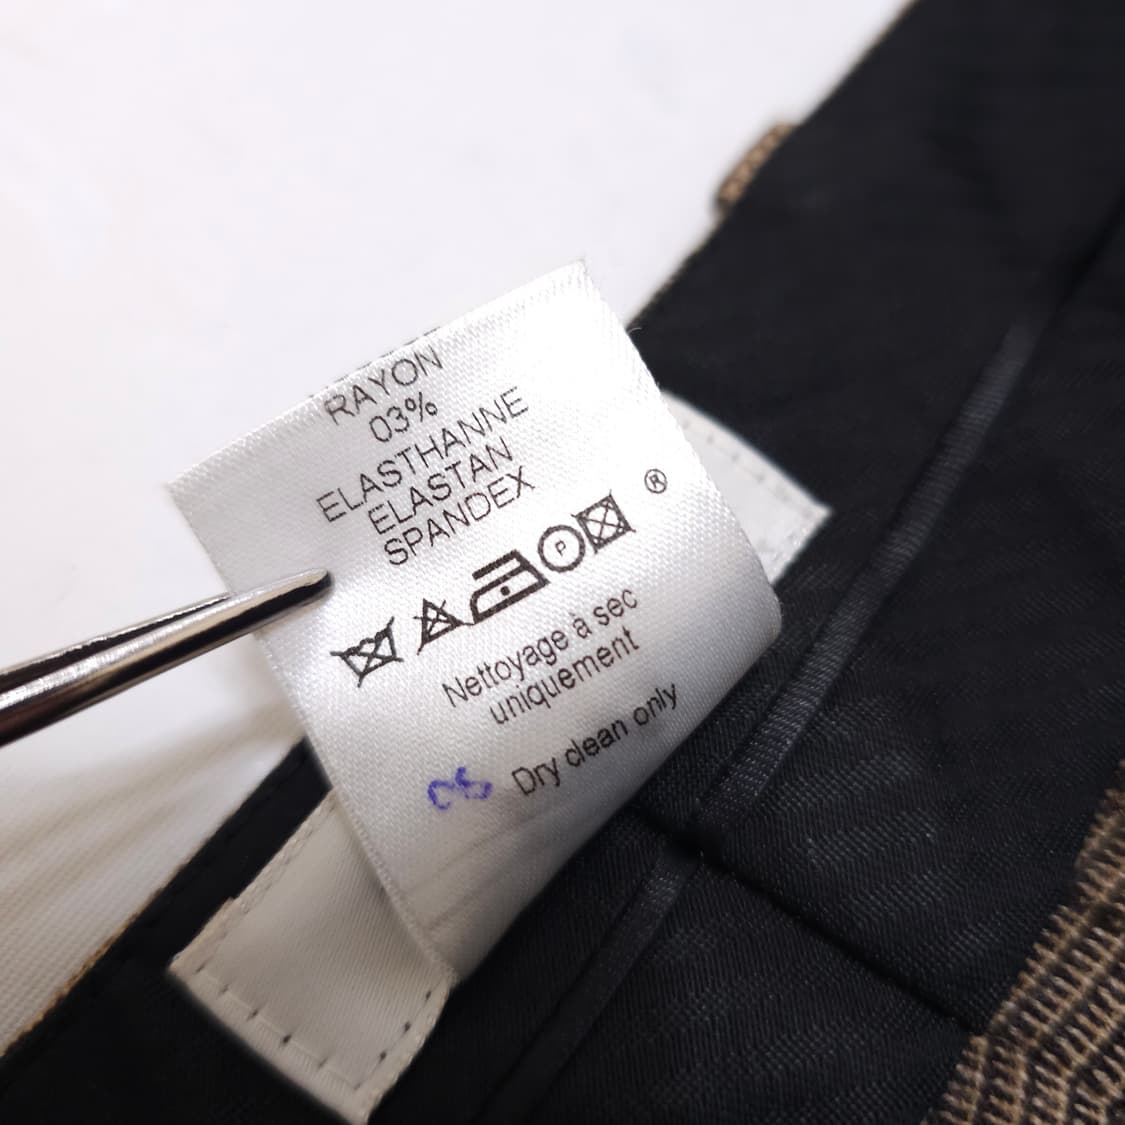 RAYON
03%
ELASTHANNE
ELASTAN
SPANDEX
P
®
Nettoyage à sec
uniquement
Dry clean only